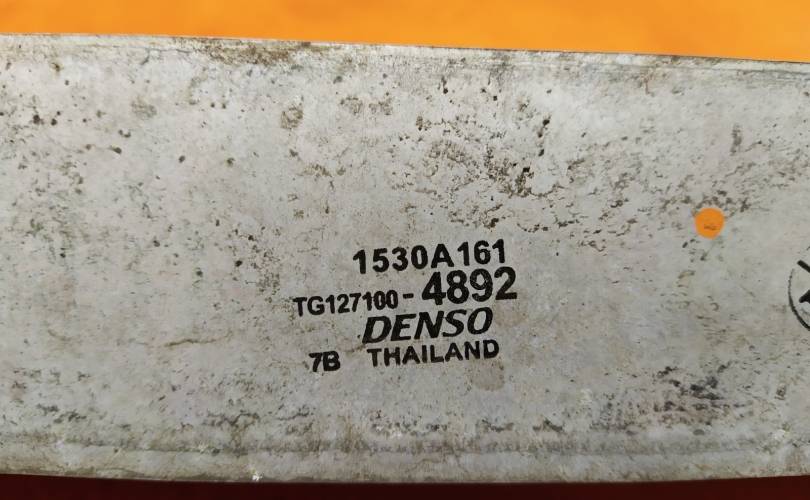 1530A161
TG127100-4892
DENSO
7B THAILAND